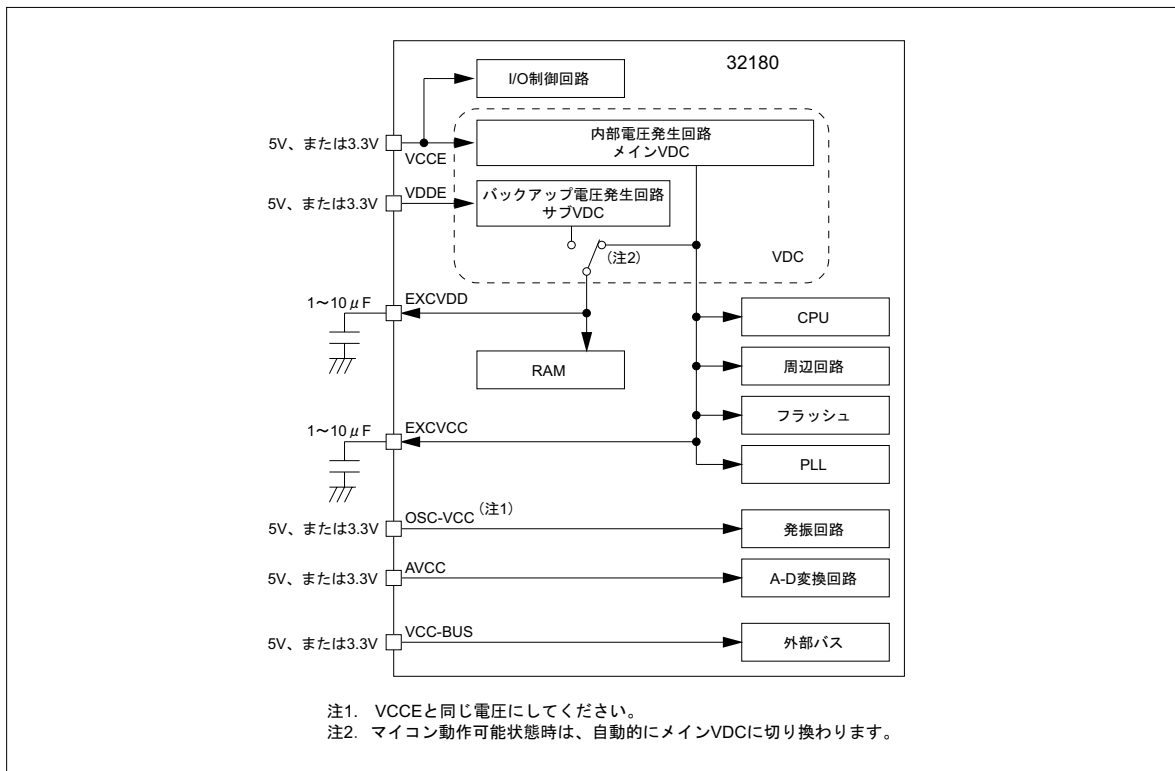 32180
I/O制御回路
5V、または3.3V
VCCE
内部電圧発生回路
メインVDC
5V、または3.3V
VDDE
バックアップ電圧発生回路
サブVDC
(注2)
VDC
1～10μF
EXCVDD
RAM
CPU
周辺回路
フラッシュ
PLL
1～10μF
EXCVCC
5V、または3.3V
OSC-VCC(注1)
発振回路
5V、または3.3V
AVCC
A-D変換回路
5V、または3.3V
VCC-BUS
外部バス
注1. VCCEと同じ電圧にしてください。
注2. マイコン動作可能状態時は、自動的にメインVDCに切り換わります。